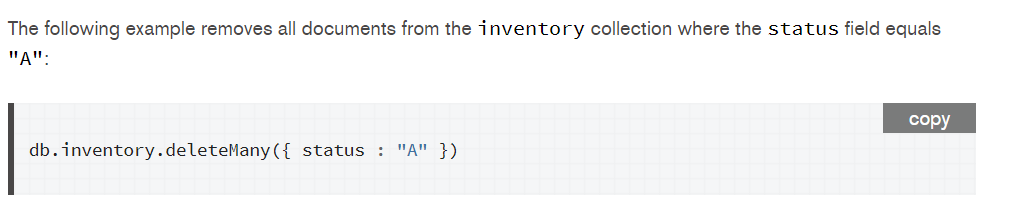 The following example removes all documents from the inventory collection where the status field equals
"A":
copy
db.inventory.deleteMany({ status : "A" })